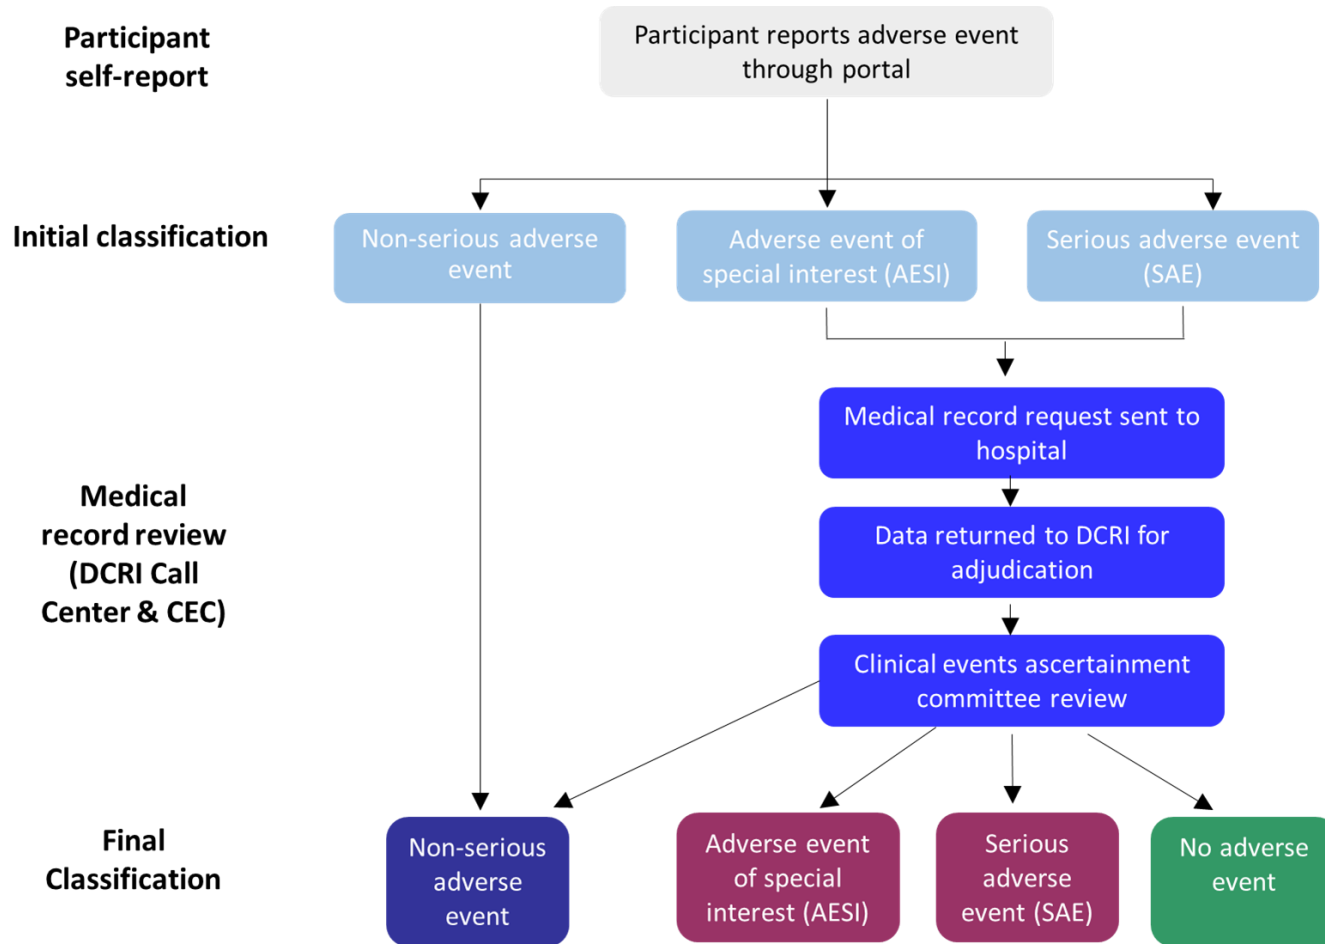 Participant
self-report
Participant reports adverse event
through portal
Initial classification
Non-serious adverse
event
Adverse event of
special interest (AESI)
Serious adverse event
(SAE)
Medical record request sent to
hospital
Medical
record review
(DCRI Call
Center & CEC)
Data returned to DCRI for
adjudication
Clinical events ascertainment
committee review
Final
Classification
Non-serious
adverse
event
Adverse event
of special
interest (AESI)
Serious
adverse
event (SAE)
No adverse
event